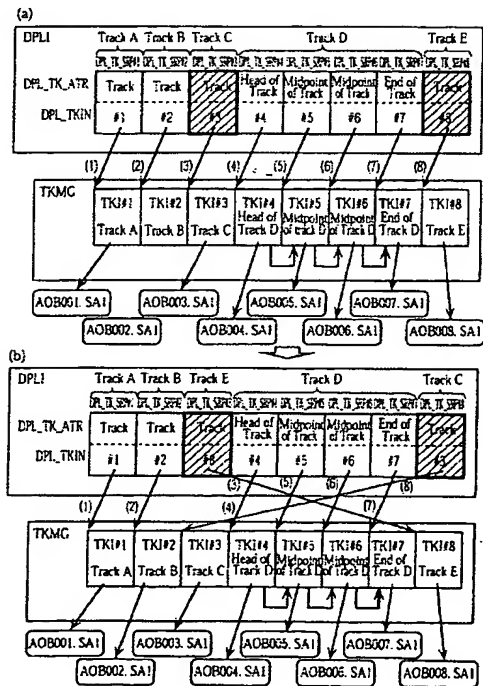 (a)
DPLI
Track A Track B Track C Track D Track E
DPL_TK_ATR
Track Track Track Head of Track Midpoint of Track Midpoint of Track End of Track Track
DPL_TKIN
#1 #2 #3 #4 #5 #6 #7 #8
(1) (2) (3) (4) (5) (6) (7) (8)
TKMG
TKI#1 TKI#2 TKI#3 TKI#4 TKI#5 TKI#6 TKI#7 TKI#8
Track A Track B Track C Head of Track D Midpoint of track D Midpoint of Track D End of Track D Track E
AOB001.SA1 AOB003.SA1 AOB005.SA1 AOB007.SA1
AOB002.SA1 AOB004.SA1 AOB006.SA1 AOB008.SA1
(b)
DPLI
Track A Track B Track E Track D Track C
DPL_TK_ATR
Track Track Track Head of Track Midpoint of Track Midpoint of Track End of Track Track
DPL_TKIN
#1 #2 #8 #4 #5 #6 #7 #3
(1) (2) (3) (4) (5) (6) (7) (8)
TKMG
TKI#1 TKI#2 TKI#3 TKI#4 TKI#5 TKI#6 TKI#7 TKI#8
Track A Track B Track C Head of Track D Midpoint of Track D Midpoint of Track D End of Track D Track E
AOB001.SA1 AOB003.SA1 AOB005.SA1 AOB007.SA1
AOB002.SA1 AOB004.SA1 AOB006.SA1 AOB008.SA1